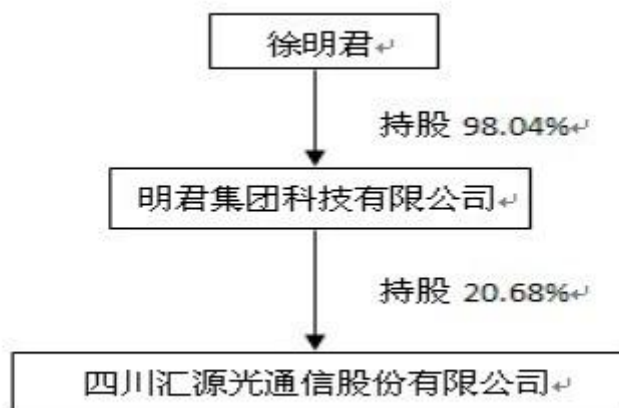 徐明君
持股 98.04%
明君集团科技有限公司
持股 20.68%
四川汇源光通信股份有限公司